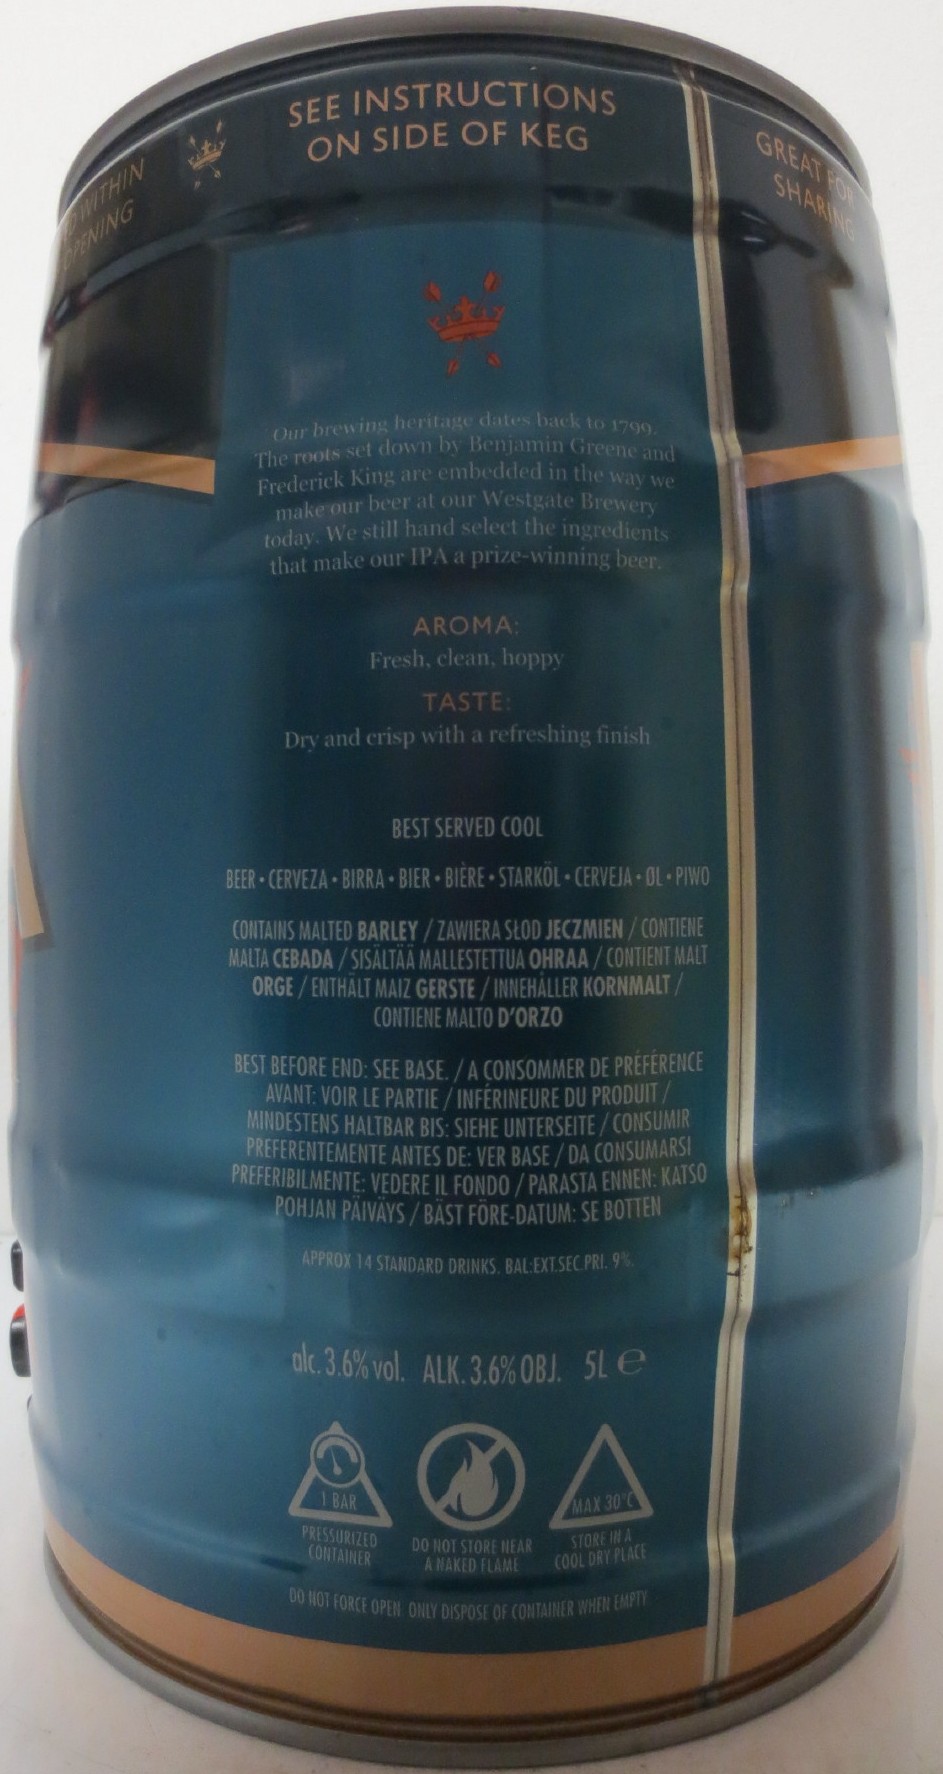 SEE INSTRUCTIONS
ON SIDE OF KEG
WITHIN
OPENING
GREAT FOR
SHARING
Our brewing heritage dates back to 1799.
The roots set down by Benjamin Greene and
Frederick King are embedded in the way we
make our beer at our Westgate Brewery
today. We still hand select the ingredients
that make our IPA a prize-winning beer.
AROMA:
Fresh, clean, hoppy
TASTE:
Dry and crisp with a refreshing finish
BEST SERVED COOL
BEER • CERVEZA • BIRRA • BIER • BIÈRE • STARKÖL • CERVEJA • OL • PIWO
CONTAINS MALTED BARLEY / ZAWIERA SŁOD JECZMIEN / CONTIENE
MALTA CEBADA / SISÄLTÄÄ MALLESTETTUA OHRAA / CONTIENT MALT
ORGE / ENTHÄLT MAIZ GERSTE / INNEHÅLLER KORNMALT /
CONTIENE MALTO D'ORZO
BEST BEFORE END: SEE BASE. / A CONSOMMER DE PRÉFÉRENCE
AVANT: VOIR LE PARTIE / INFÉRINEURE DU PRODUIT /
MINDESTENS HALTBAR BIS: SIEHE UNTERSEITE / CONSUMIR
PREFERENTEMENTE ANTES DE: VER BASE / DA CONSUMARSI
PREFERIBILMENTE: VEDERE IL FONDO / PARASTA ENNEN: KATSO
POHJAN PÄIVÄYS / BÄST FÖRE-DATUM: SE BOTTEN
APPROX 14 STANDARD DRINKS. BAL:EXT.SEC.PRI. 9%.
alc. 3.6% vol. ALK. 3.6% OBJ. 5L ℮
1 BAR
MAX 30°C
PRESSURIZED
CONTAINER
DO NOT STORE NEAR
A NAKED FLAME
STORE IN A
COOL DRY PLACE
DO NOT FORCE OPEN. ONLY DISPOSE OF CONTAINER WHEN EMPTY